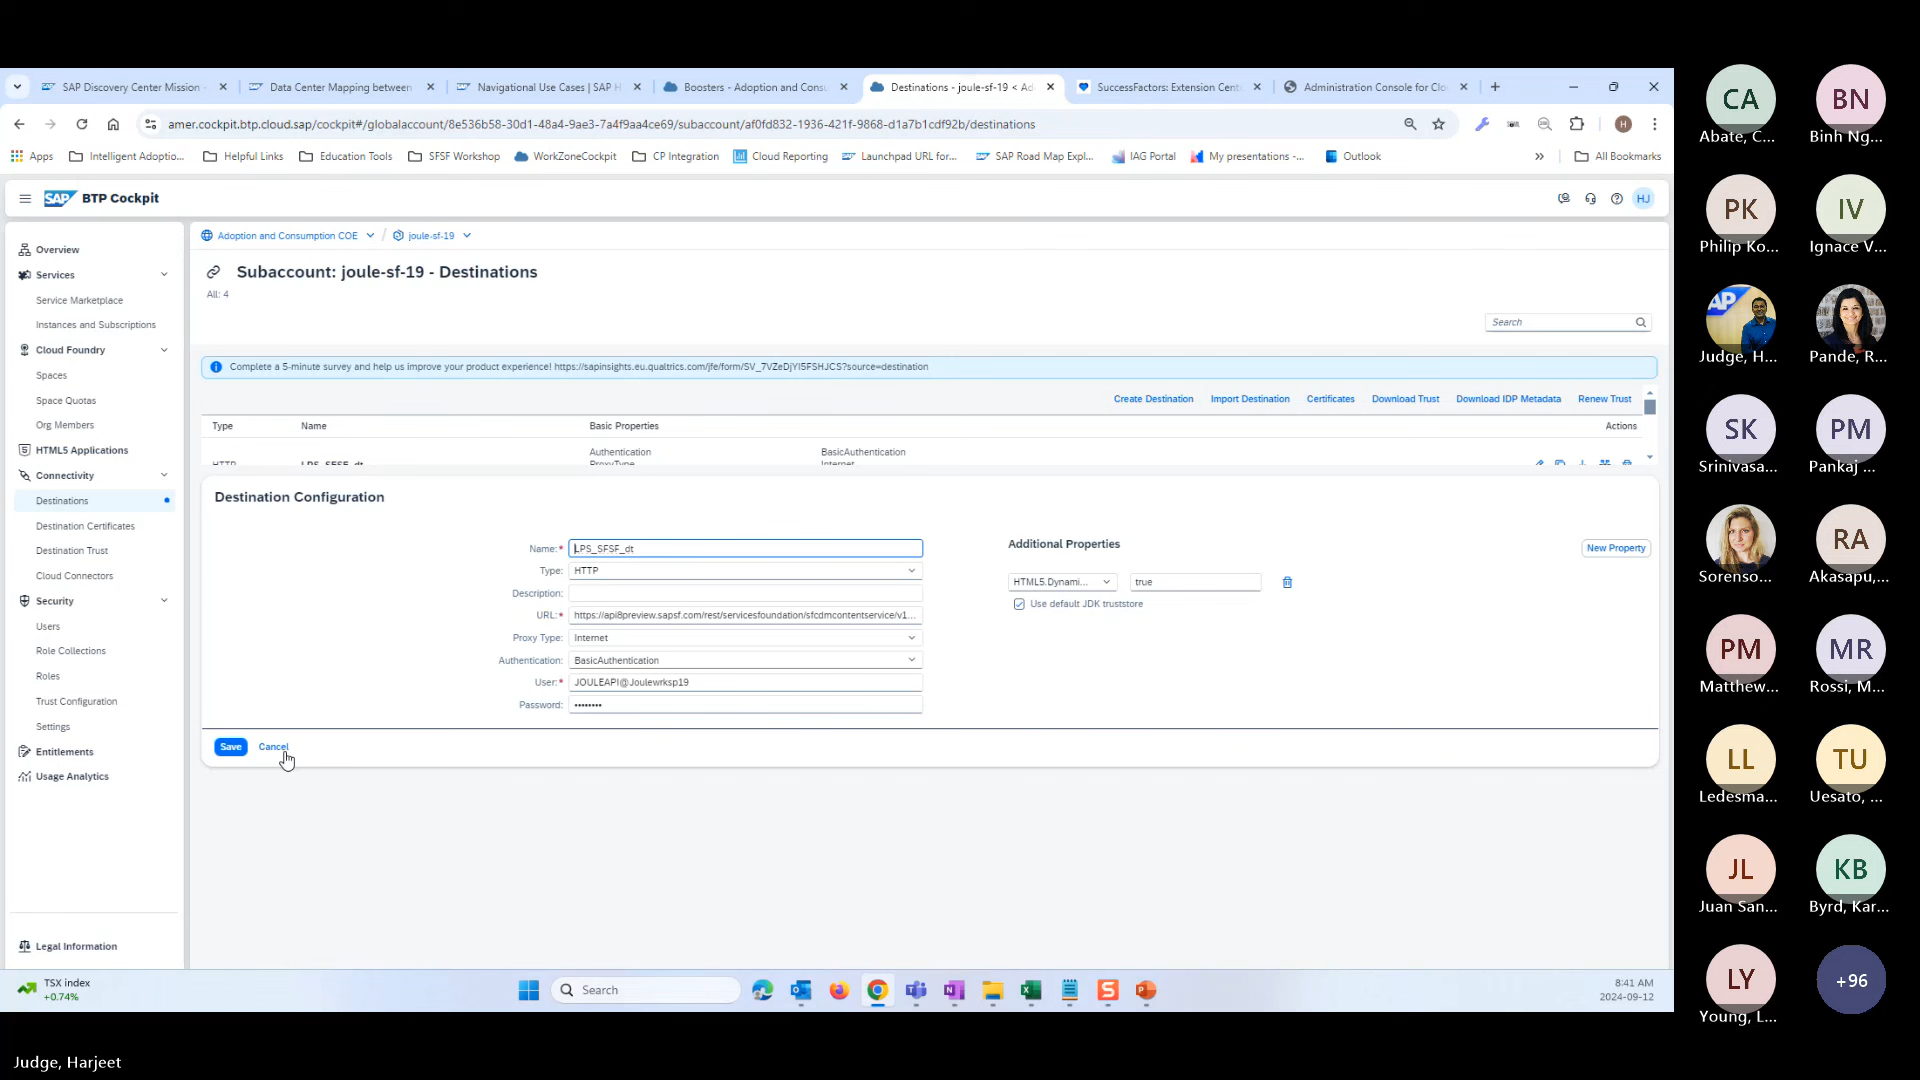 SAP Discovery Center Mission
Data Center Mapping between
Navigational Use Cases | SAP H
Boosters - Adoption and Consu
Destinations - joule-sf-19 < Ad
SuccessFactors: Extension Cent
Administration Console for Clo
amer.cockpit.btp.cloud.sap/cockpit#/globalaccount/8e536b58-30d1-48a4-9ae3-7a4f9aa4ce69/subaccount/af0fd832-1936-421f-9868-d1a7b1cdf92b/destinations
H
Apps
Intelligent Adoptio...
Helpful Links
Education Tools
SFSF Workshop
WorkZoneCockpit
CP Integration
Cloud Reporting
Launchpad URL for...
SAP Road Map Expl...
IAG Portal
My presentations -...
Outlook
All Bookmarks
SAP BTP Cockpit
HJ
Overview
Services
Service Marketplace
Instances and Subscriptions
Cloud Foundry
Spaces
Space Quotas
Org Members
HTML5 Applications
Connectivity
Destinations
Destination Certificates
Destination Trust
Cloud Connectors
Security
Users
Role Collections
Roles
Trust Configuration
Settings
Entitlements
Usage Analytics
Legal Information
Adoption and Consumption COE / joule-sf-19
Subaccount: joule-sf-19 - Destinations
All: 4
Search
Complete a 5-minute survey and help us improve your product experience! https://sapinsights.eu.qualtrics.com/jfe/form/SV_7VZeDjYI5FSHJCS?source=destination
Create Destination Import Destination Certificates Download Trust Download IDP Metadata Renew Trust
Type Name Basic Properties Actions
Authentication BasicAuthentication
HTTP LPS_SFSF_dt ProxyType Internet
Destination Configuration
Name:* LPS_SFSF_dt
Type: HTTP
Description:
URL:* https://api8preview.sapsf.com/rest/servicesfoundation/sfcdmcontentservice/v1...
Proxy Type: Internet
Authentication: BasicAuthentication
User:* JOULEAPI@Joulewrksp19
Password: ••••••••
Additional Properties
New Property
HTML5.Dynami... true
Use default JDK truststore
Save Cancel
TSX index
+0.74%
Search
8:41 AM
2024-09-12
CA
Abate, C...
BN
Binh Ng...
PK
Philip Ko...
IV
Ignace V...
Judge, H...
Pande, R...
SK
Srinivasa...
PM
Pankaj ...
Sorenso...
RA
Akasapu,...
PM
Matthew...
MR
Rossi, M...
LL
Ledesma...
TU
Uesato, ...
JL
Juan San...
KB
Byrd, Kar...
LY
Young, L...
+96
Judge, Harjeet